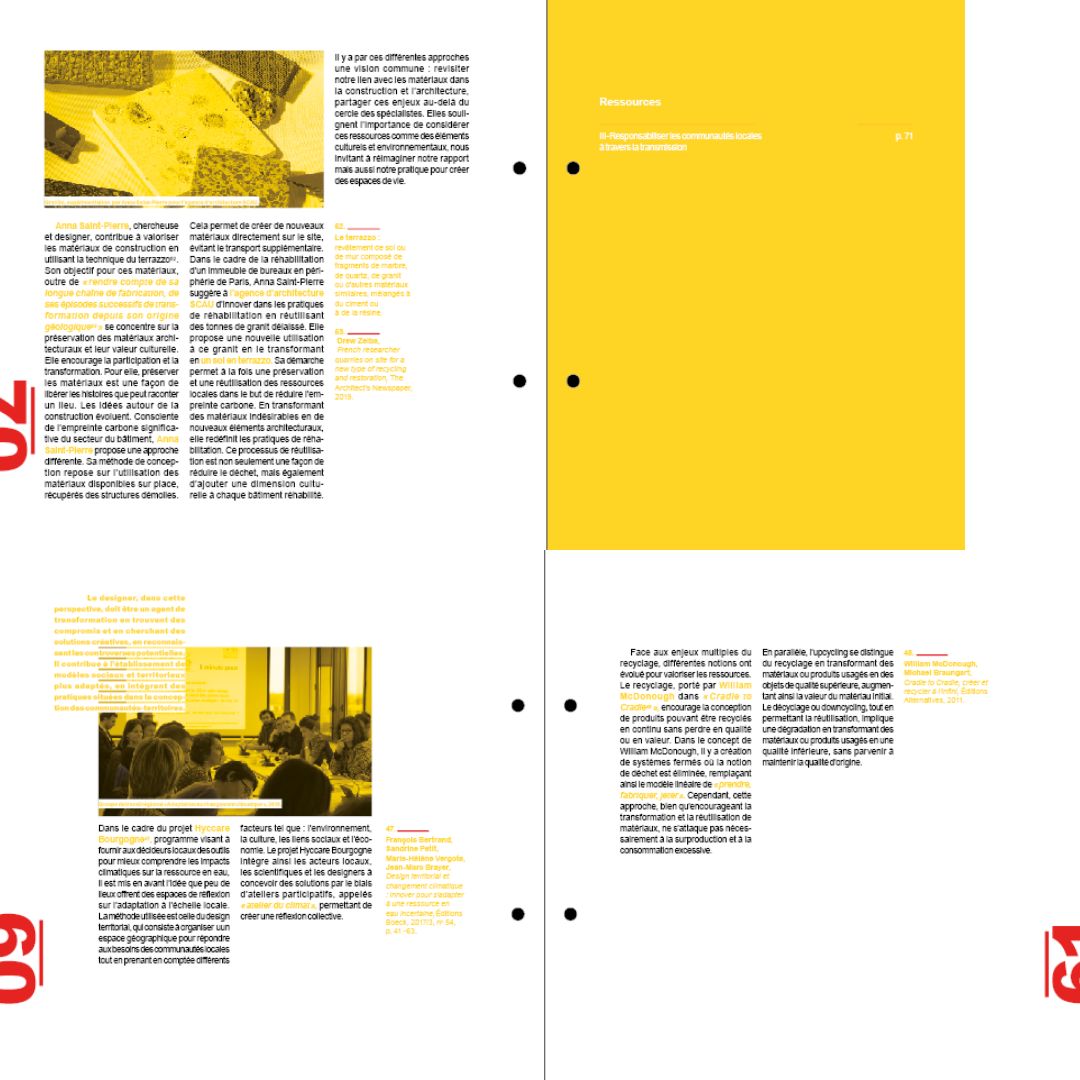 Il y a par ces différentes approches
une vision commune : revisiter
notre lien avec les matériaux dans
la construction et l'architecture,
partager ces enjeux au-delà du
cercle des spécialistes. Elles souli-
gnent l'importance de considérer
ces ressources comme des éléments
culturels et environnementaux, nous
invitant à réimaginer notre rapport
mais aussi notre pratique pour créer
des espaces de vie.
Anna Saint-Pierre, chercheuse
et designer, contribue à valoriser
les matériaux de construction en
utilisant la technique du terrazzo⁶².
Son objectif pour ces matériaux,
outre de « rendre compte de sa
longue chaîne de fabrication, de
ses épisodes successifs de trans-
formation depuis son origine
géologique⁶³ » se concentre sur la
préservation des matériaux archi-
tecturaux et leur valeur culturelle.
Elle encourage la participation et la
transformation. Pour elle, préserver
les matériaux est une façon de
libérer les histoires que peut raconter
un lieu. Les idées autour de la
construction évoluent. Consciente
de l'empreinte carbone significa-
tive du secteur du bâtiment, Anna
Saint-Pierre propose une approche
différente. Sa méthode de concep-
tion repose sur l'utilisation des
matériaux disponibles sur place,
récupérés des structures démolies.
Cela permet de créer de nouveaux
matériaux directement sur le site,
évitant le transport supplémentaire.
Dans le cadre de la réhabilitation
d'un immeuble de bureaux en péri-
phérie de Paris, Anna Saint-Pierre
suggère à l'agence d'architecture
SCAU d'innover dans les pratiques
de réhabilitation en réutilisant
des tonnes de granit délaissé. Elle
propose une nouvelle utilisation
à ce granit en le transformant
en un sol en terrazzo. Sa démarche
permet à la fois une préservation
et une réutilisation des ressources
locales dans le but de réduire l'em-
preinte carbone. En transformant
des matériaux indésirables en de
nouveaux éléments architecturaux,
elle redéfinit les pratiques de réha-
bilitation. Ce processus de réutilisa-
tion est non seulement une façon de
réduire le déchet, mais également
d'ajouter une dimension cultu-
relle à chaque bâtiment réhabilité.
62.
Le terrazzo :
revêtement de sol ou
de mur composé de
fragments de marbre,
de quartz, de granit
ou d'autres matériaux
similaires, mélangés à
du ciment ou
à de la résine.
63.
Drew Zeiba,
French researcher
quarries on site for a
new type of recycling
and restoration, The
Architect's Newspaper,
2019.
62
Ressources
III-Responsabiliser les communautés locales
à travers la transmission
p. 71
Le designer, dans cette
perspective, doit être un agent de
transformation en trouvant des
compromis et en cherchant des
solutions créatives, en reconnais-
sant les controverses potentielles.
Il contribue à l'établissement de
modèles sociaux et territoriaux
plus adaptés, en intégrant des
pratiques situées dans la concep-
tion des communautés-territoires.
Dans le cadre du projet Hyccare
Bourgogne⁴⁷, programme visant à
fournir aux décideurs locaux des outils
pour mieux comprendre les impacts
climatiques sur la ressource en eau,
il est mis en avant l'idée que peu de
lieux offrent des espaces de réflexion
sur l'adaptation à l'échelle locale.
La méthode utilisée est celle du design
territorial, qui consiste à organiser uun
espace géographique pour répondre
aux besoins des communautés locales
tout en prenant en comptée différents
facteurs tel que : l'environnement,
la culture, les liens sociaux et l'éco-
nomie. Le projet Hyccare Bourgogne
intègre ainsi les acteurs locaux,
les scientifiques et les designers à
concevoir des solutions par le biais
d'ateliers participatifs, appelés
« atelier du climat », permettant de
créer une réflexion collective.
47.
François Bertrand,
Sandrine Petit,
Marie-Hélène Vergote,
Jean-Marc Brayer,
Design territorial et
changement climatique
: innover pour s'adapter
à une ressource en
eau incertaine, Éditions
Boeck, 2017/2, nr 54,
p. 41 -63.
09
Face aux enjeux multiples du
recyclage, différentes notions ont
évolué pour valoriser les ressources.
Le recyclage, porté par William
McDonough dans « Cradle to
Cradle⁴⁸ », encourage la conception
de produits pouvant être recyclés
en continu sans perdre en qualité
ou en valeur. Dans le concept de
William McDonough, il y a création
de systèmes fermés où la notion
de déchet est éliminée, remplaçant
ainsi le modèle linéaire de « prendre,
fabriquer, jeter ». Cependant, cette
approche, bien qu'encourageant la
transformation et la réutilisation de
matériaux, ne s'attaque pas néces-
sairement à la surproduction et à la
consommation excessive.
En parallèle, l'upcycling se distingue
du recyclage en transformant des
matériaux ou produits usagés en des
objets de qualité supérieure, augmen-
tant ainsi la valeur du matériau initial.
Le décyclage ou downcycling, tout en
permettant la réutilisation, implique
une dégradation en transformant des
matériaux ou produits usagés en une
qualité inférieure, sans parvenir à
maintenir la qualité d'origine.
48.
William McDonough,
Michael Braungart,
Cradle to Cradle, créer et
recycler à l'infini, Éditions
Alternatives, 2011.
61